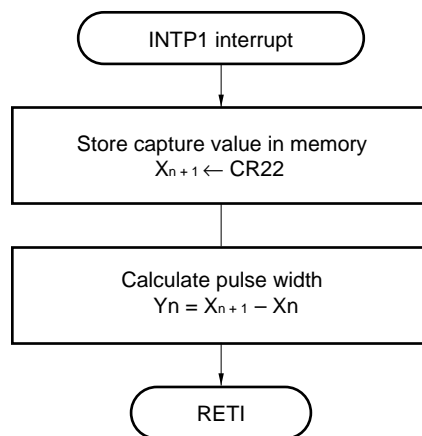 INTP1 interrupt
Store capture value in memory
Xn + 1 ← CR22
Calculate pulse width
Yn = Xn + 1 – Xn
RETI